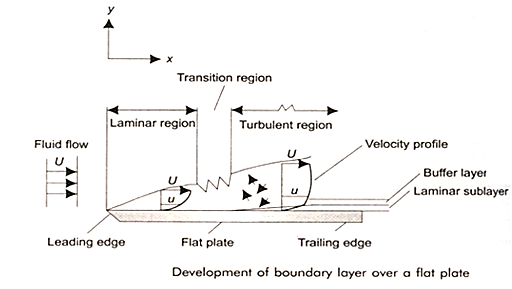 y
x
Transition region
Laminar region
Turbulent region
Fluid flow
U
U
u
U
u
Velocity profile
Buffer layer
Laminar sublayer
Leading edge
Flat plate
Trailing edge
Development of boundary layer over a flat plate